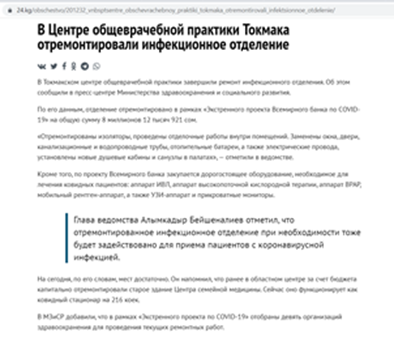 24.kg/obschestvo/201232_vnbsptsentre_obschevrachebnoy_praktiki_tokmaka_otremontirovali_infektsionnoe_otdelenie/
В Центре общеврачебной практики Токмака
отремонтировали инфекционное отделение
В Токмакском центре общеврачебной практики завершили ремонт инфекционного отделения. Об этом
сообщили в пресс-центре Министерства здравоохранения и социального развития.
По его данным, отделение отремонтировано в рамках «Экстренного проекта Всемирного банка по COVID-
19» на общую сумму 8 миллионов 12 тысяч 921 сом.
«Отремонтированы изоляторы, проведены отделочные работы внутри помещений. Заменены окна, двери,
канализационные и водопроводные трубы, отопительные батареи, а также электрические провода,
установлены новые душевые кабины и санузлы в палатах», — отметили в ведомстве.
Кроме того, по проекту Всемирного банка закупается дорогостоящее оборудование, необходимое для
лечения ковидных пациентов: аппарат ИВЛ, аппарат высокопоточной кислородной терапии, аппарат BPAP,
мобильный рентген-аппарат, а также УЗИ-аппарат и прикроватные мониторы.
Глава ведомства Алымкадыр Бейшеналиев отметил, что
отремонтированное инфекционное отделение при необходимости тоже
будет задействовано для приема пациентов с коронавирусной
инфекцией.
На сегодня, по его словам, мест достаточно. Он напомнил, что ранее в областном центре за счет бюджета
капитально отремонтировали старое здание Центра семейной медицины. Сейчас оно функционирует как
ковидный стационар на 216 коек.
В МЗиСР добавили, что в рамках «Экстренного проекта по COVID-19» отобраны девять организаций
здравоохранения для проведения текущих ремонтных работ.